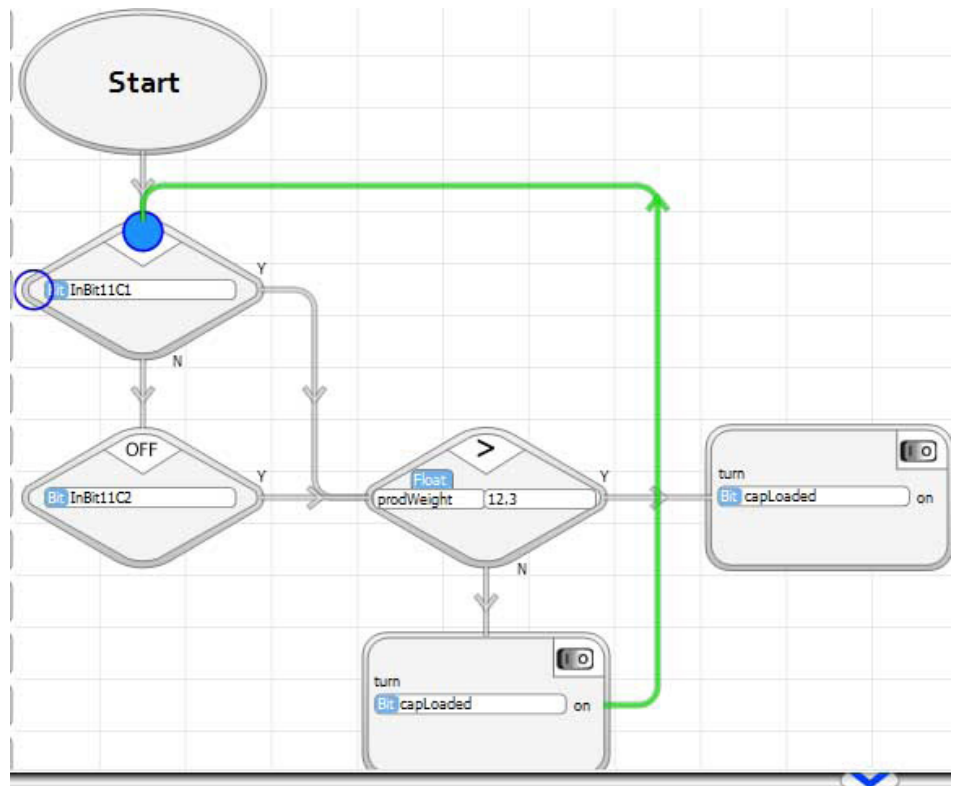 Start
Y
Bit InBit11C1
N
OFF
Y
Bit InBit11C2
>
Float
prodWeight 12.3
Y
N
turn
Bit capLoaded on
turn
Bit capLoaded on